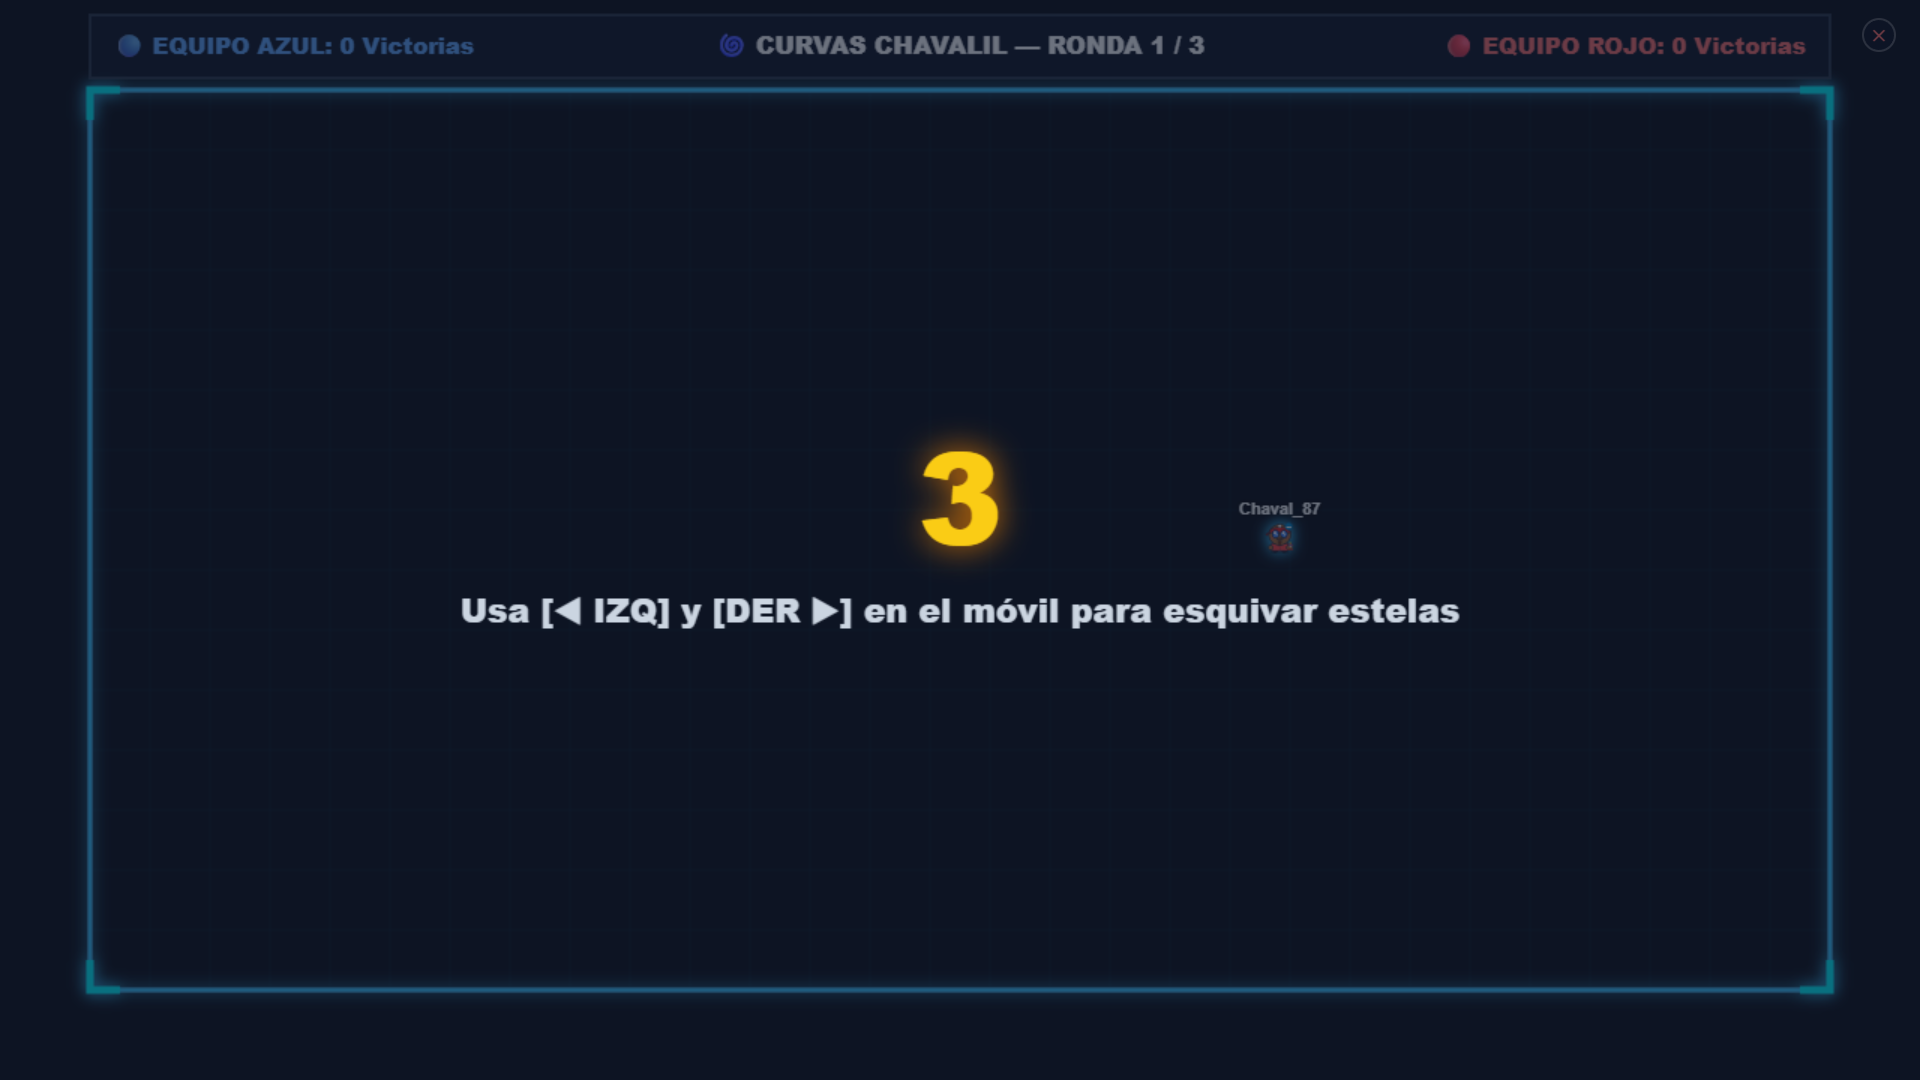 EQUIPO AZUL: 0 Victorias
CURVAS CHAVALIL — RONDA 1 / 3
EQUIPO ROJO: 0 Victorias
3
Chaval_87
Usa [◀ IZQ] y [DER ▶] en el móvil para esquivar estelas